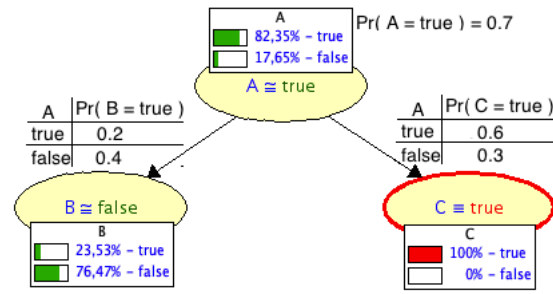 A
82,35% – true
17,65% – false
Pr( A = true ) = 0.7
A ≅ true
A Pr( B = true )
true 0.2
false 0.4
A Pr( C = true )
true 0.6
false 0.3
B ≅ false
B
23,53% – true
76,47% – false
C ≡ true
C
100% – true
0% – false